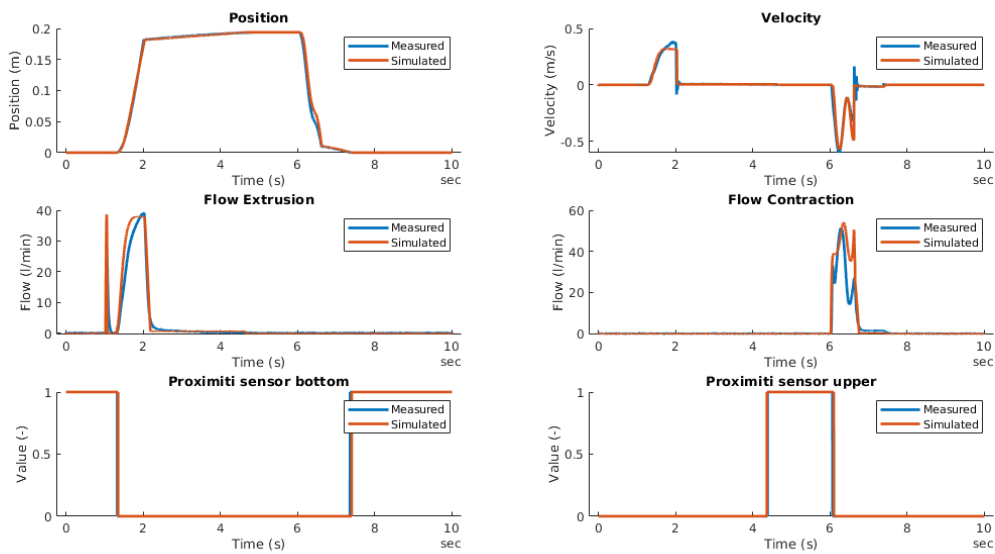 Position
Position (m)
0.2
0.15
0.1
0.05
0
Measured
Simulated
0 2 4 6 8 10
Time (s)
sec
Velocity
Velocity (m/s)
0.5
0
-0.5
Measured
Simulated
0 2 4 6 8 10
Time (s)
sec
Flow Extrusion
Flow (l/min)
40
30
20
10
0
Measured
Simulated
0 2 4 6 8 10
Time (s)
sec
Flow Contraction
Flow (l/min)
60
40
20
0
Measured
Simulated
0 2 4 6 8 10
Time (s)
sec
Proximiti sensor bottom
Value (-)
1
0.5
0
Measured
Simulated
0 2 4 6 8 10
Time (s)
sec
Proximiti sensor upper
Value (-)
1
0.5
0
Measured
Simulated
0 2 4 6 8 10
Time (s)
sec